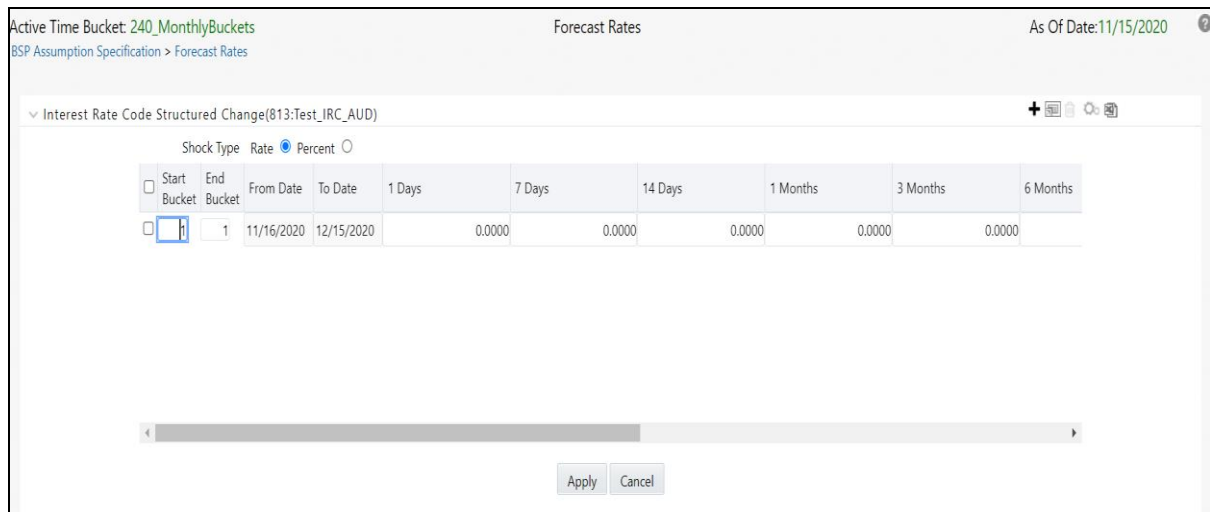 Active Time Bucket: 240_MonthlyBuckets Forecast Rates As Of Date:11/15/2020 ?
BSP Assumption Specification > Forecast Rates
Interest Rate Code Structured Change(813:Test_IRC_AUD)
Shock Type Rate Percent
Start Bucket End Bucket From Date To Date 1 Days 7 Days 14 Days 1 Months 3 Months 6 Months
1 1 11/16/2020 12/15/2020 0.0000 0.0000 0.0000 0.0000 0.0000
Apply Cancel